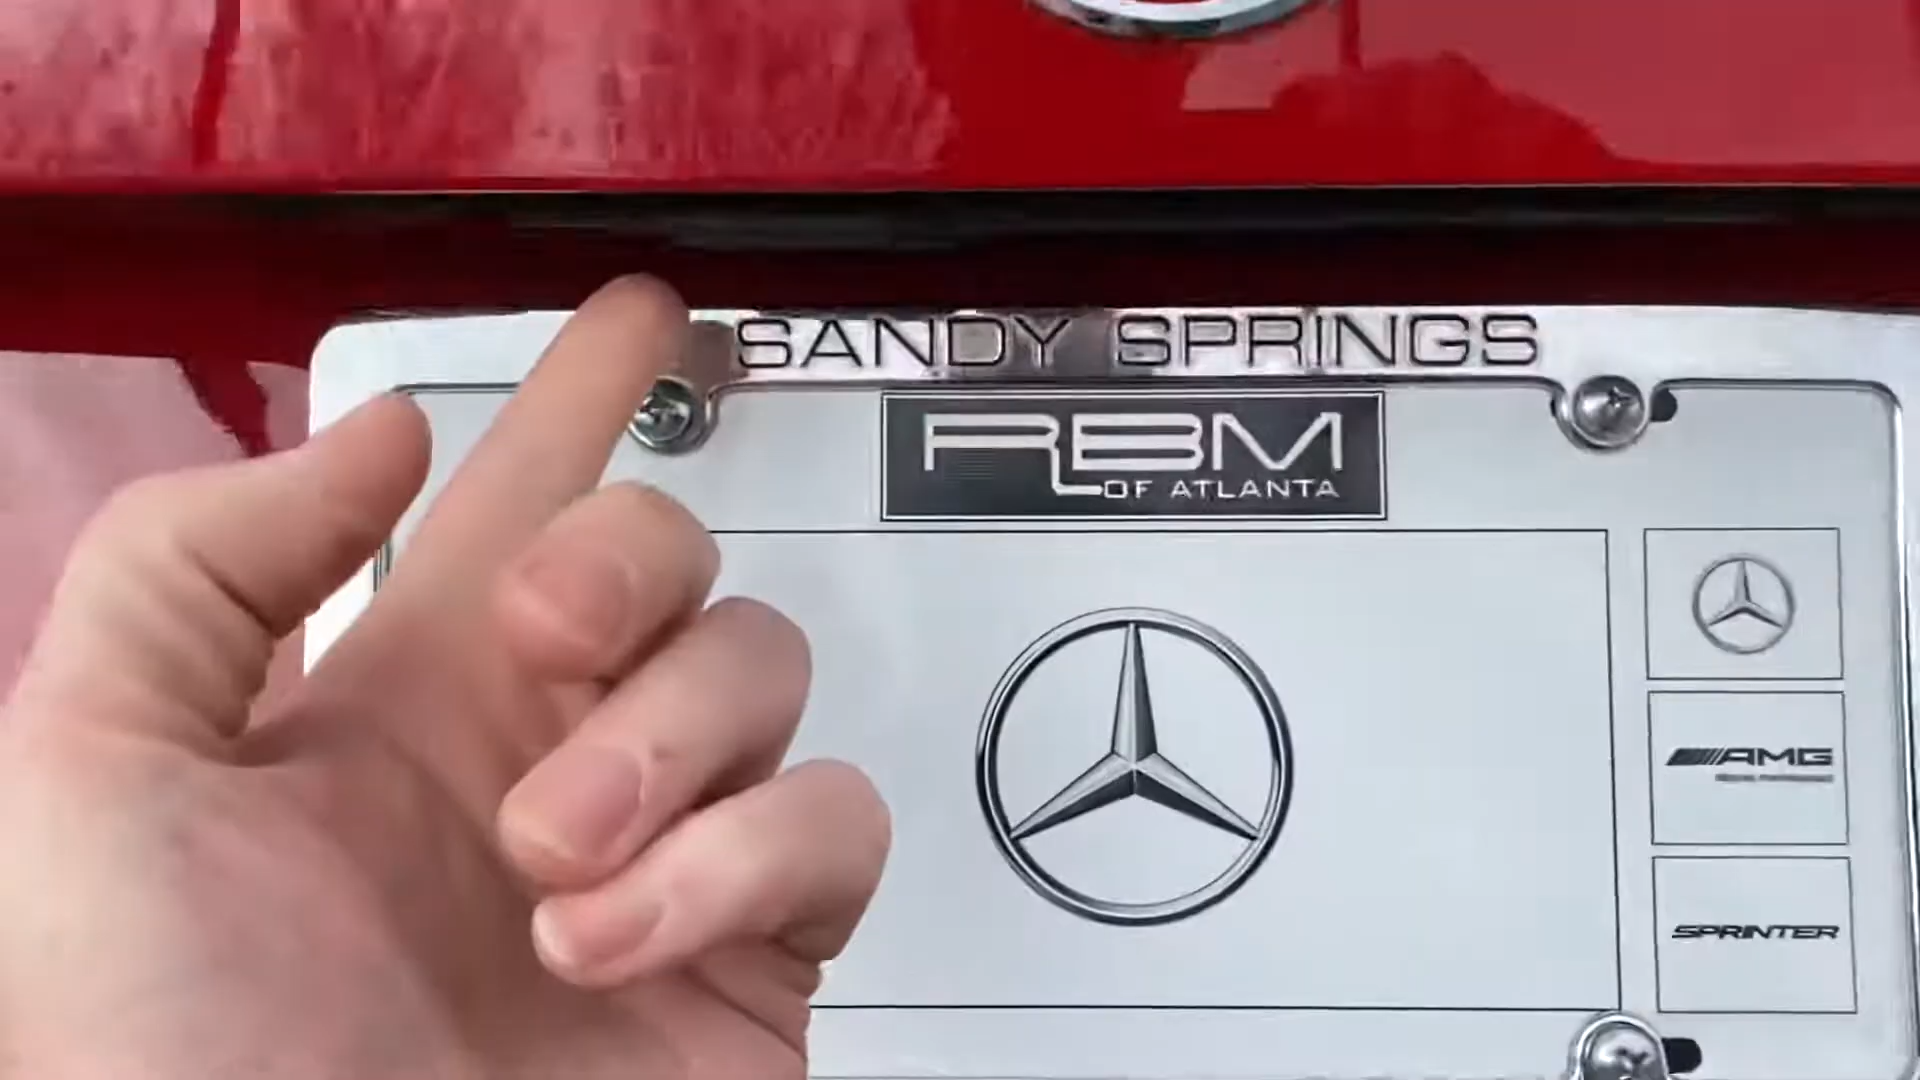 SANDY SPRINGS
RBM
OF ATLANTA
AMG
SPRINTER